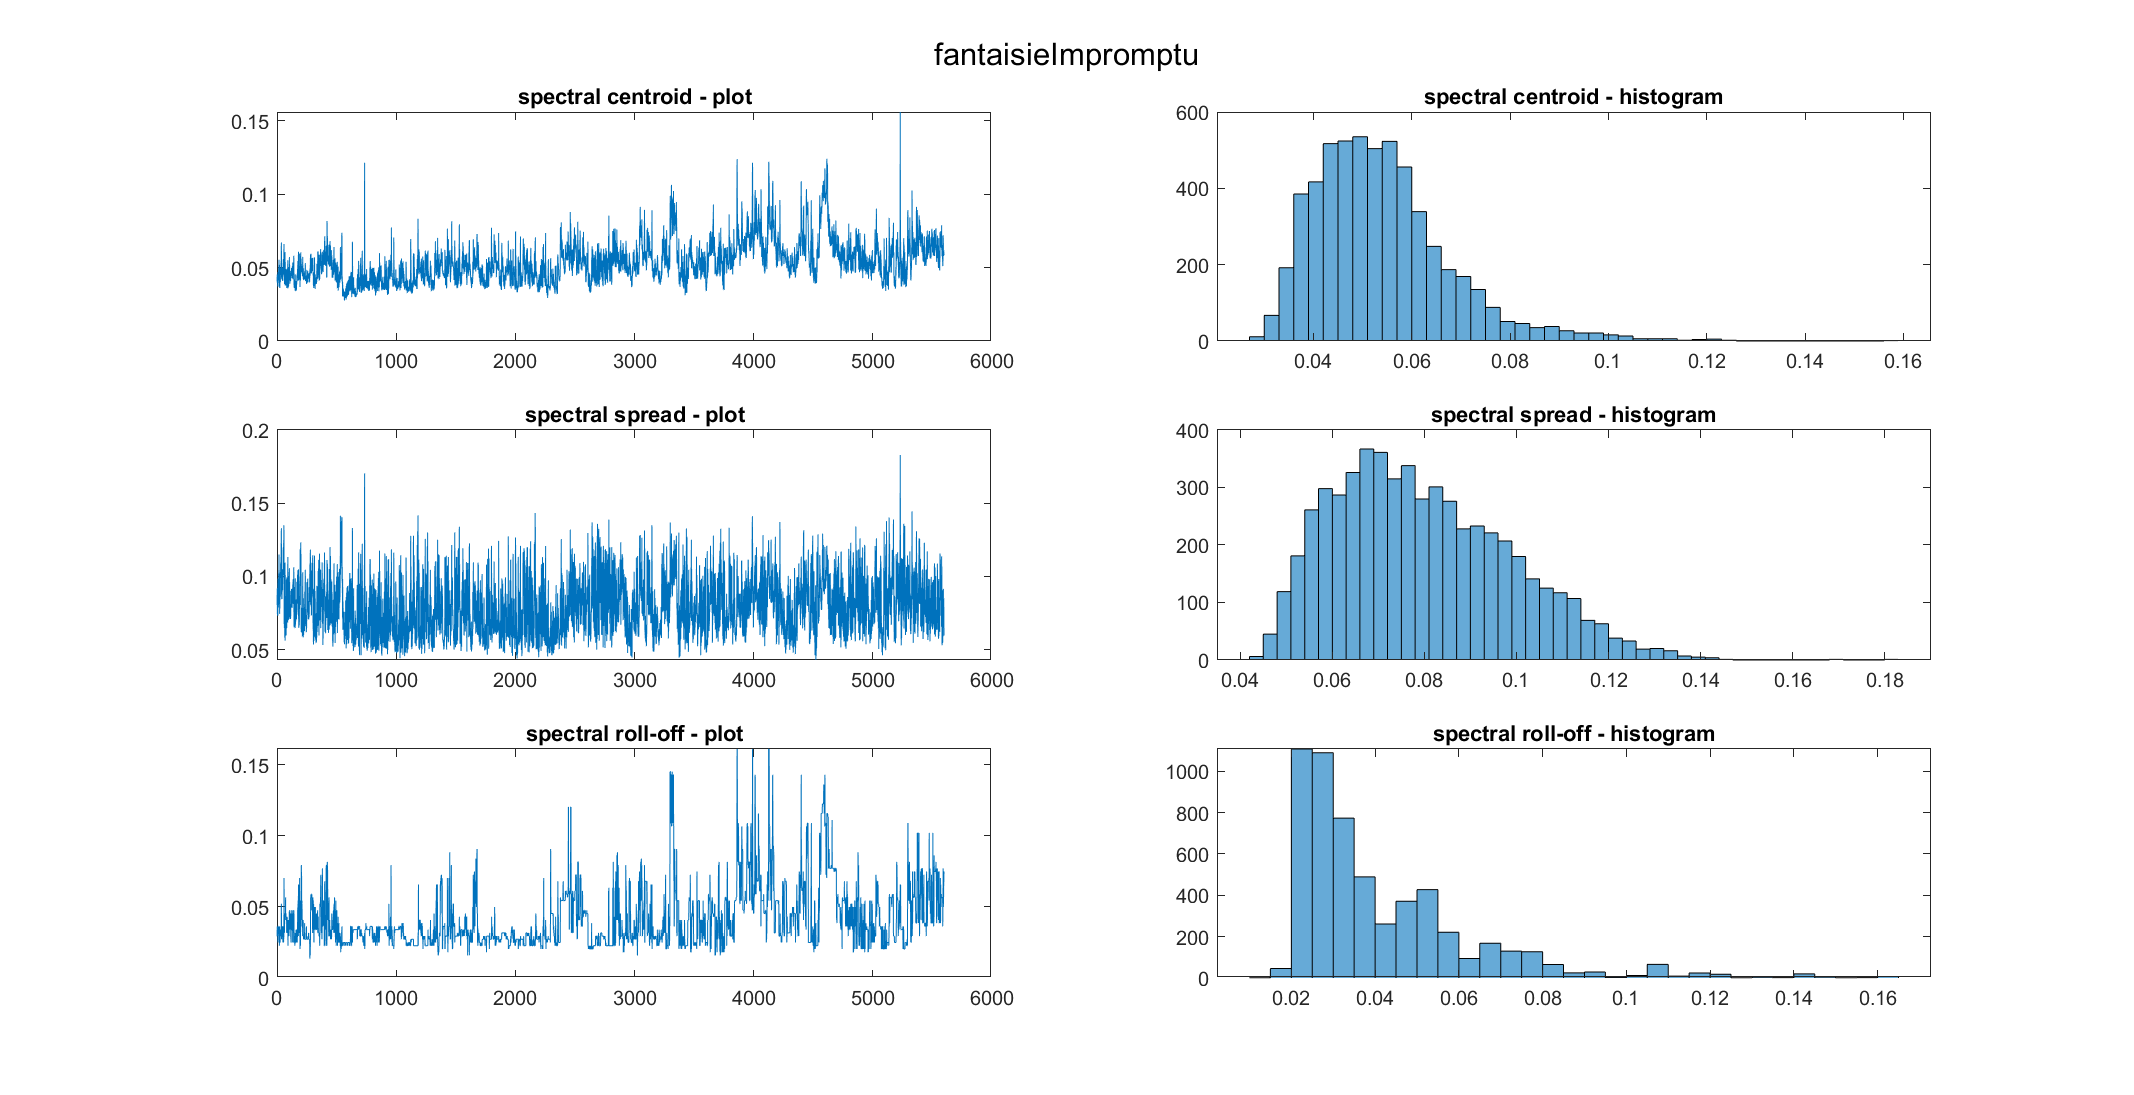 fantaisieImpromptu
spectral centroid - plot
0.15
0.1
0.05
0
0 1000 2000 3000 4000 5000 6000
spectral centroid - histogram
600
400
200
0
0.04 0.06 0.08 0.1 0.12 0.14 0.16
spectral spread - plot
0.2
0.15
0.1
0.05
0 1000 2000 3000 4000 5000 6000
spectral spread - histogram
400
300
200
100
0
0.04 0.06 0.08 0.1 0.12 0.14 0.16 0.18
spectral roll-off - plot
0.15
0.1
0.05
0
0 1000 2000 3000 4000 5000 6000
spectral roll-off - histogram
1000
800
600
400
200
0
0.02 0.04 0.06 0.08 0.1 0.12 0.14 0.16